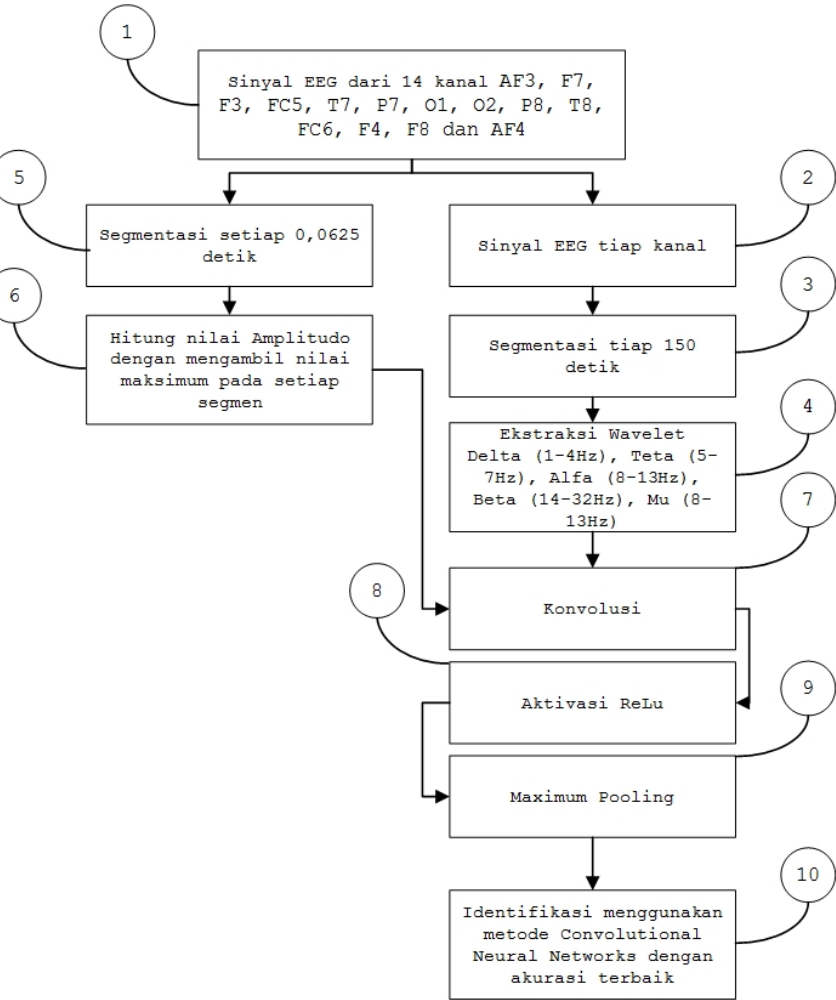 1
Sinyal EEG dari 14 kanal AF3, F7,
F3, FC5, T7, P7, O1, O2, P8, T8,
FC6, F4, F8 dan AF4
5
2
Segmentasi setiap 0,0625
detik
Sinyal EEG tiap kanal
6
3
Hitung nilai Amplitudo
dengan mengambil nilai
maksimum pada setiap
segmen
Segmentasi tiap 150
detik
4
Ekstraksi Wavelet
Delta (1-4Hz), Teta (5-
7Hz), Alfa (8-13Hz),
Beta (14-32Hz), Mu (8-
13Hz)
7
Konvolusi
8
Aktivasi ReLu
9
Maximum Pooling
10
Identifikasi menggunakan
metode Convolutional
Neural Networks dengan
akurasi terbaik